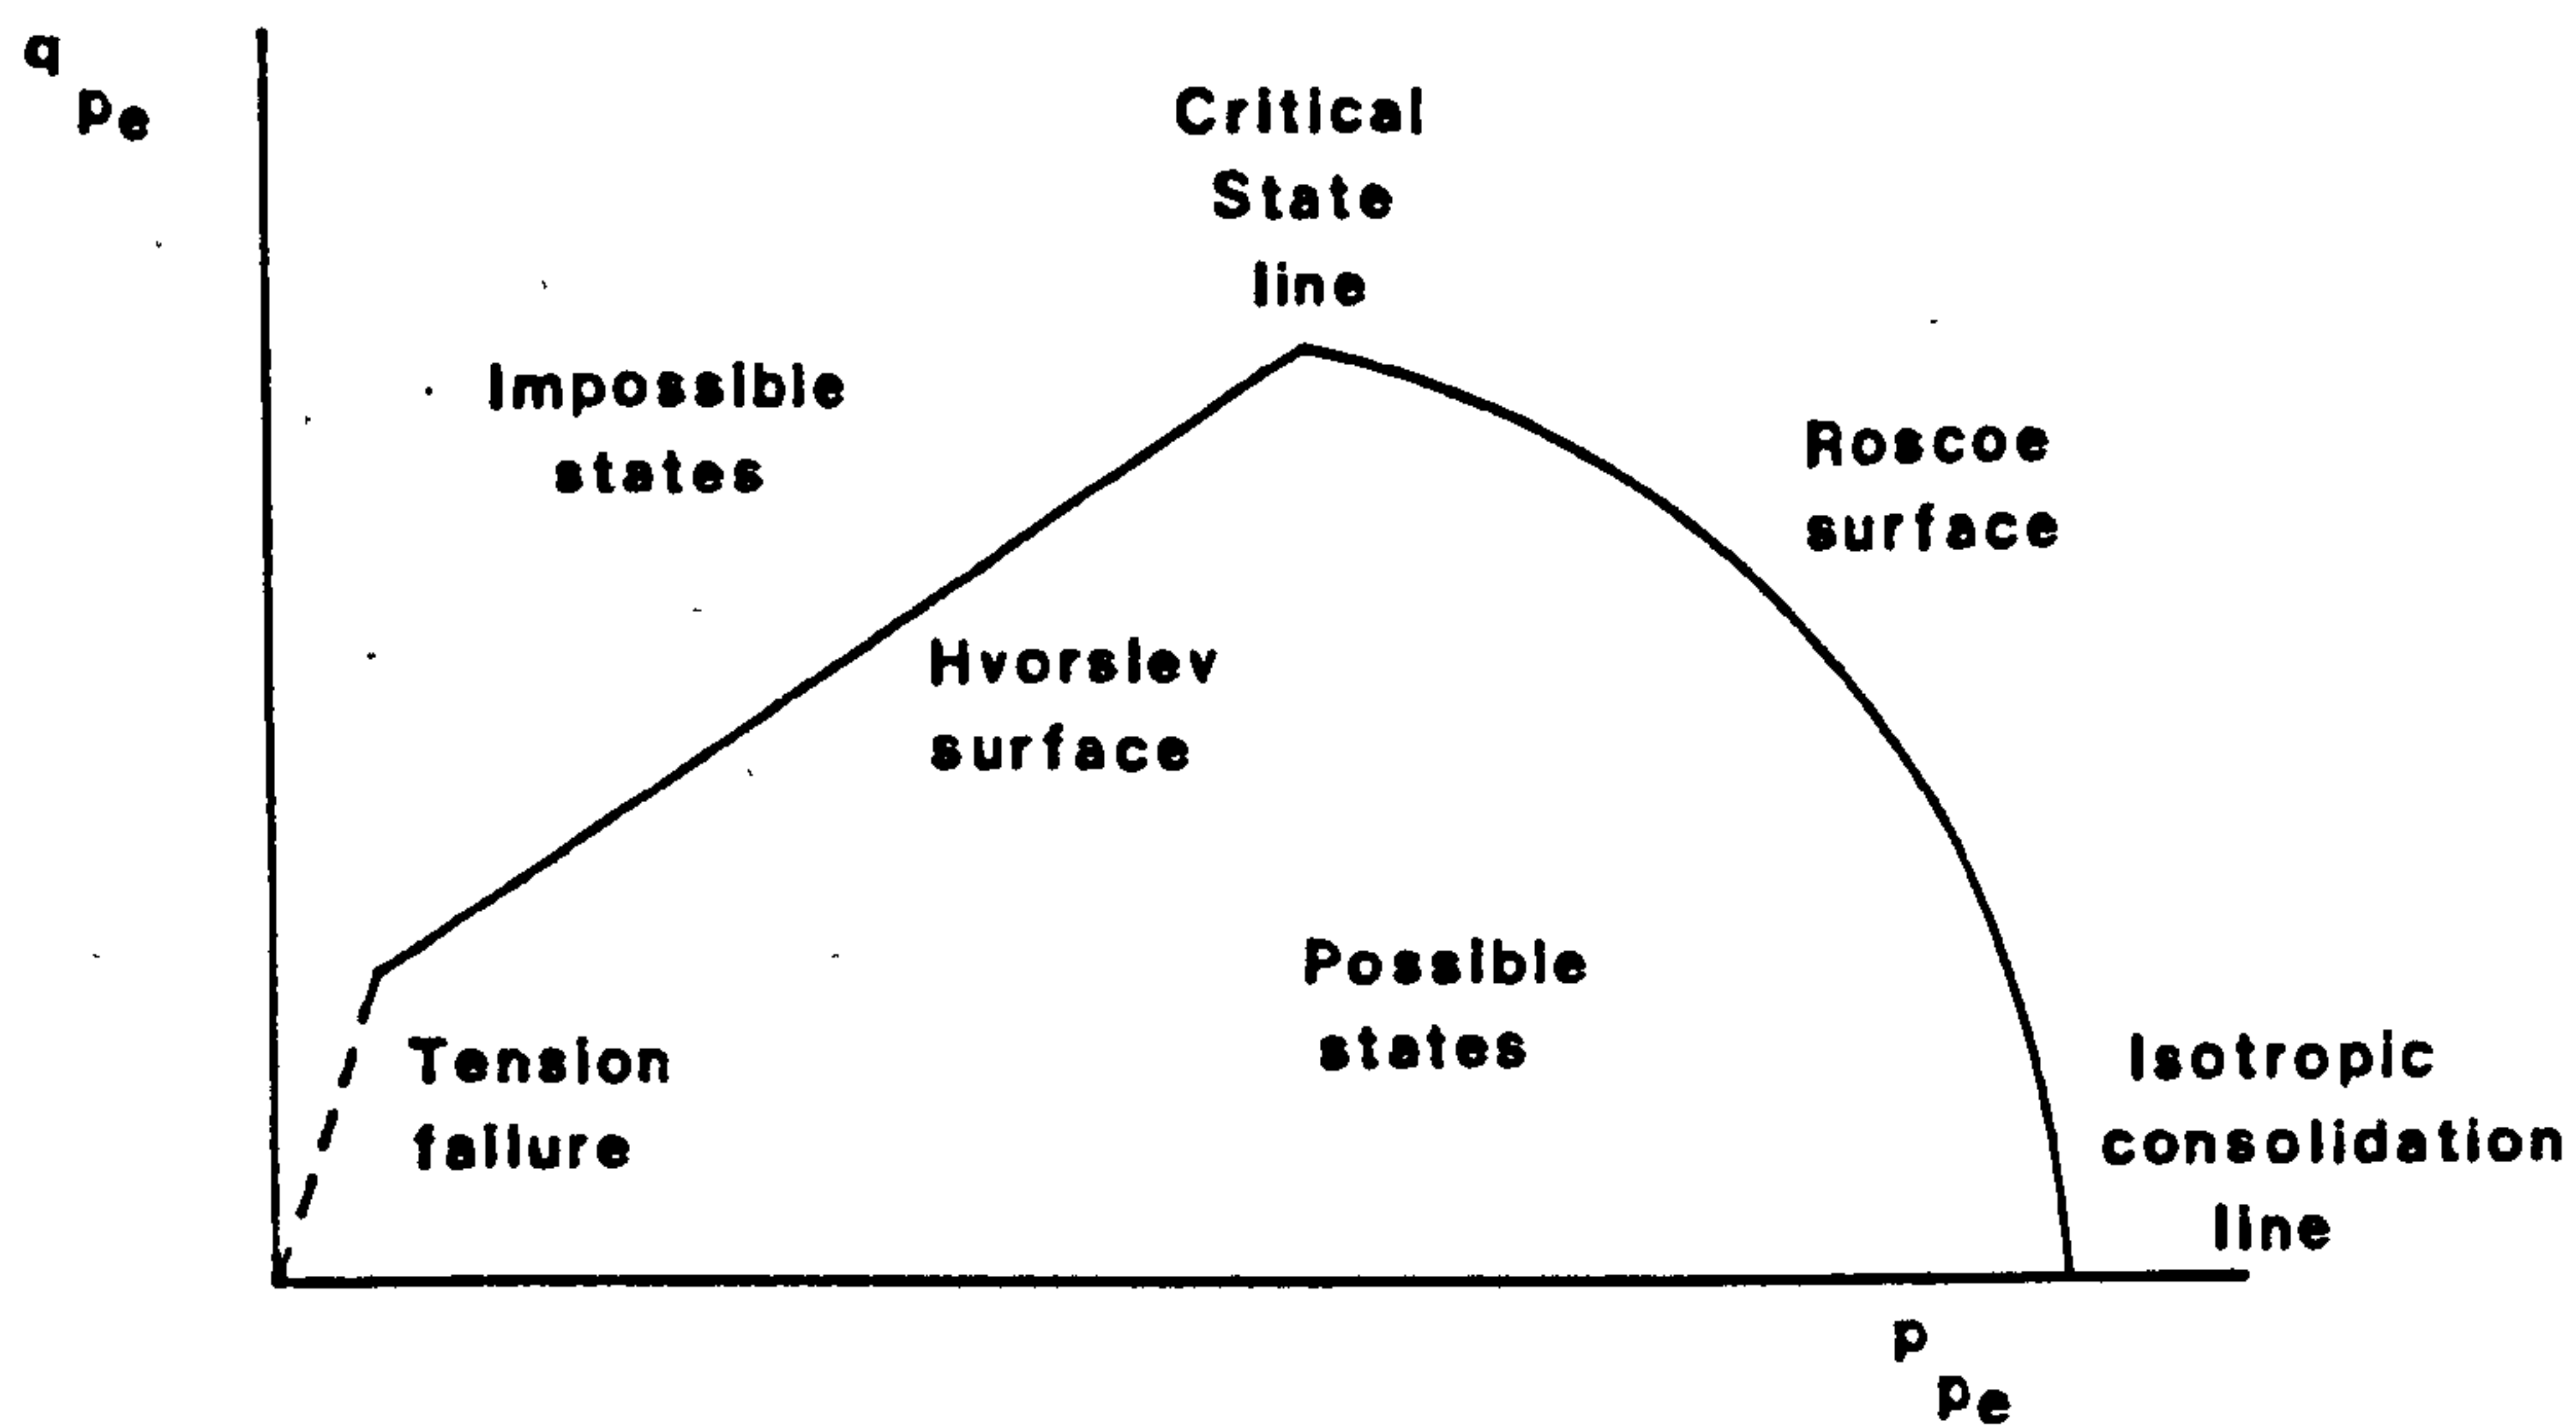 q
pe
Critical
State
line
Impossible
states
Roscoe
surface
Hvorslev
surface
Possible
states
Tension
failure
Isotropic
consolidation
line
p
pe